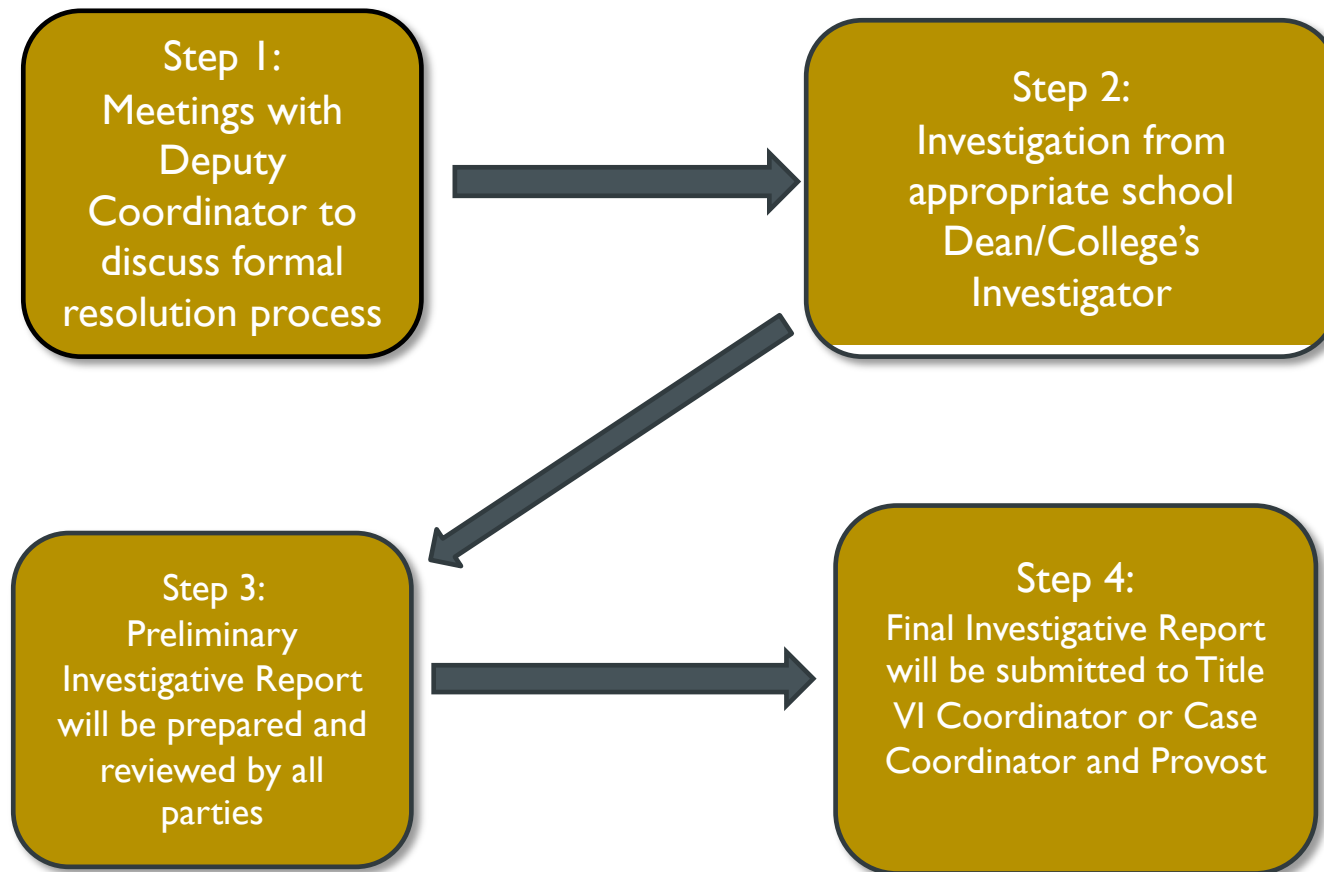 Step 1:
Meetings with
Deputy
Coordinator to
discuss formal
resolution process
Step 2:
Investigation from
appropriate school
Dean/College’s
Investigator
Step 3:
Preliminary
Investigative Report
will be prepared and
reviewed by all
parties
Step 4:
Final Investigative Report
will be submitted to Title
VI Coordinator or Case
Coordinator and Provost